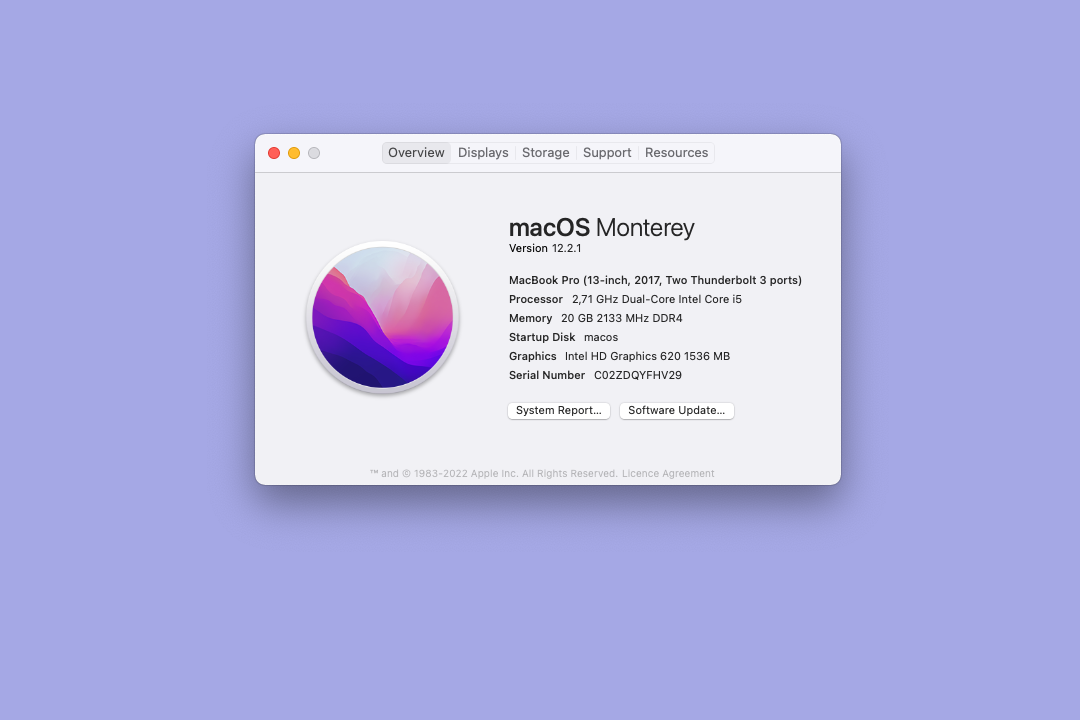 Overview Displays Storage Support Resources
macOS Monterey
Version 12.2.1
MacBook Pro (13-inch, 2017, Two Thunderbolt 3 ports)
Processor 2,71 GHz Dual-Core Intel Core i5
Memory 20 GB 2133 MHz DDR4
Startup Disk macos
Graphics Intel HD Graphics 620 1536 MB
Serial Number C02ZDQYFHV29
System Report... Software Update...
™ and © 1983-2022 Apple Inc. All Rights Reserved. Licence Agreement